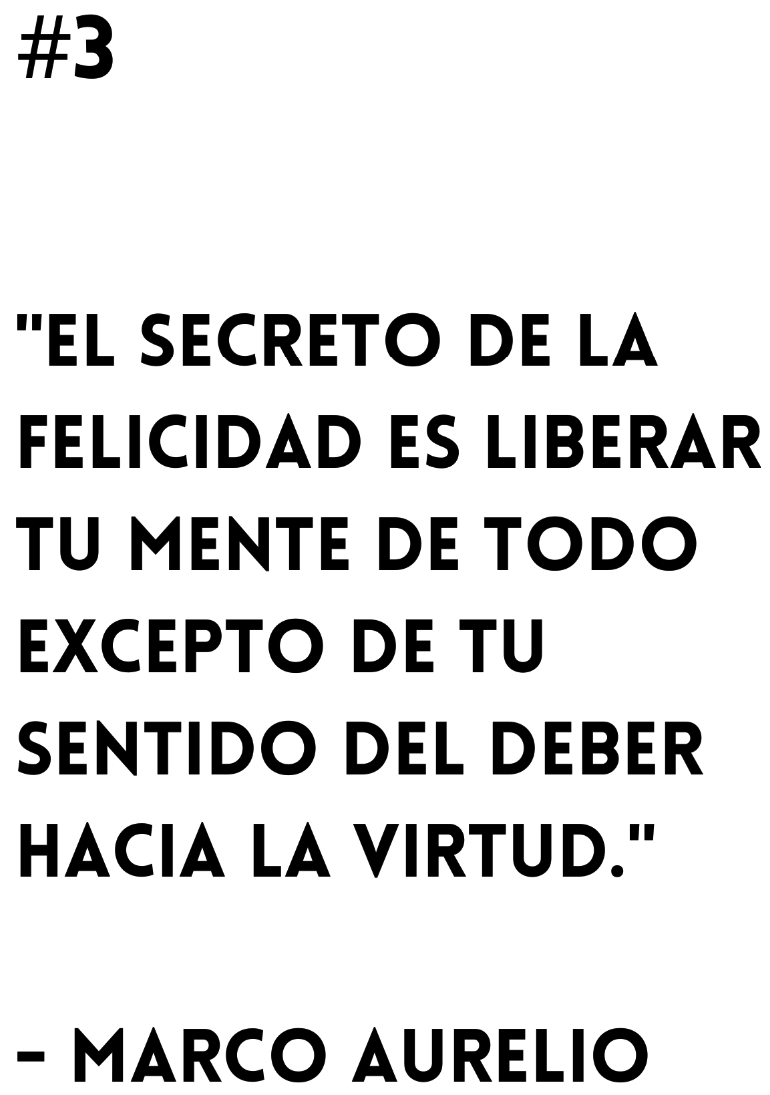 #3
"EL SECRETO DE LA
FELICIDAD ES LIBERAR
TU MENTE DE TODO
EXCEPTO DE TU
SENTIDO DEL DEBER
HACIA LA VIRTUD."
- MARCO AURELIO